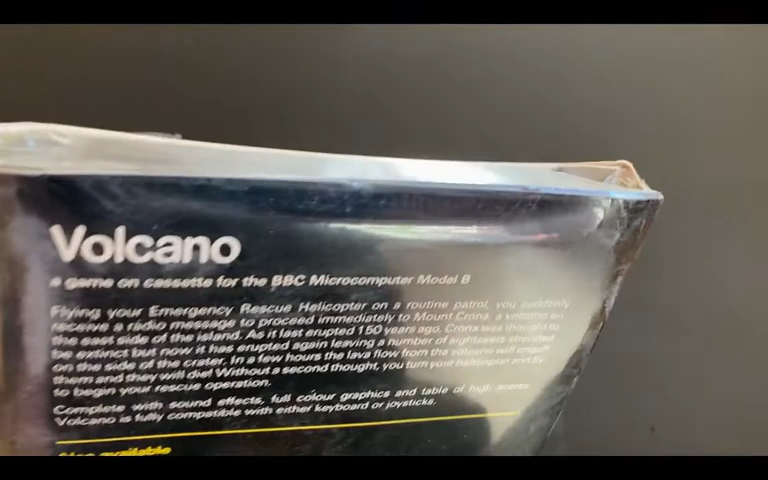 Volcano
a game on cassette for the BBC Microcomputer Model B
Flying your Emergency Rescue Helicopter on a routine patrol, you suddenly
receive a radio message to proceed immediately to Mount Crona, a volcano on
the east side of the island. As it last erupted 150 years ago, Crona was thought to
be extinct but now it has erupted again leaving a number of sightseers stranded
on the side of the crater. In a few hours the lava flow from the volcano will engulf
them and they will die! Without a second thought, you turn your helicopter and fly
to begin your rescue operation.
Complete with sound effects, full colour graphics and table of high scores
Volcano is fully compatible with either keyboard or joysticks.
Also available